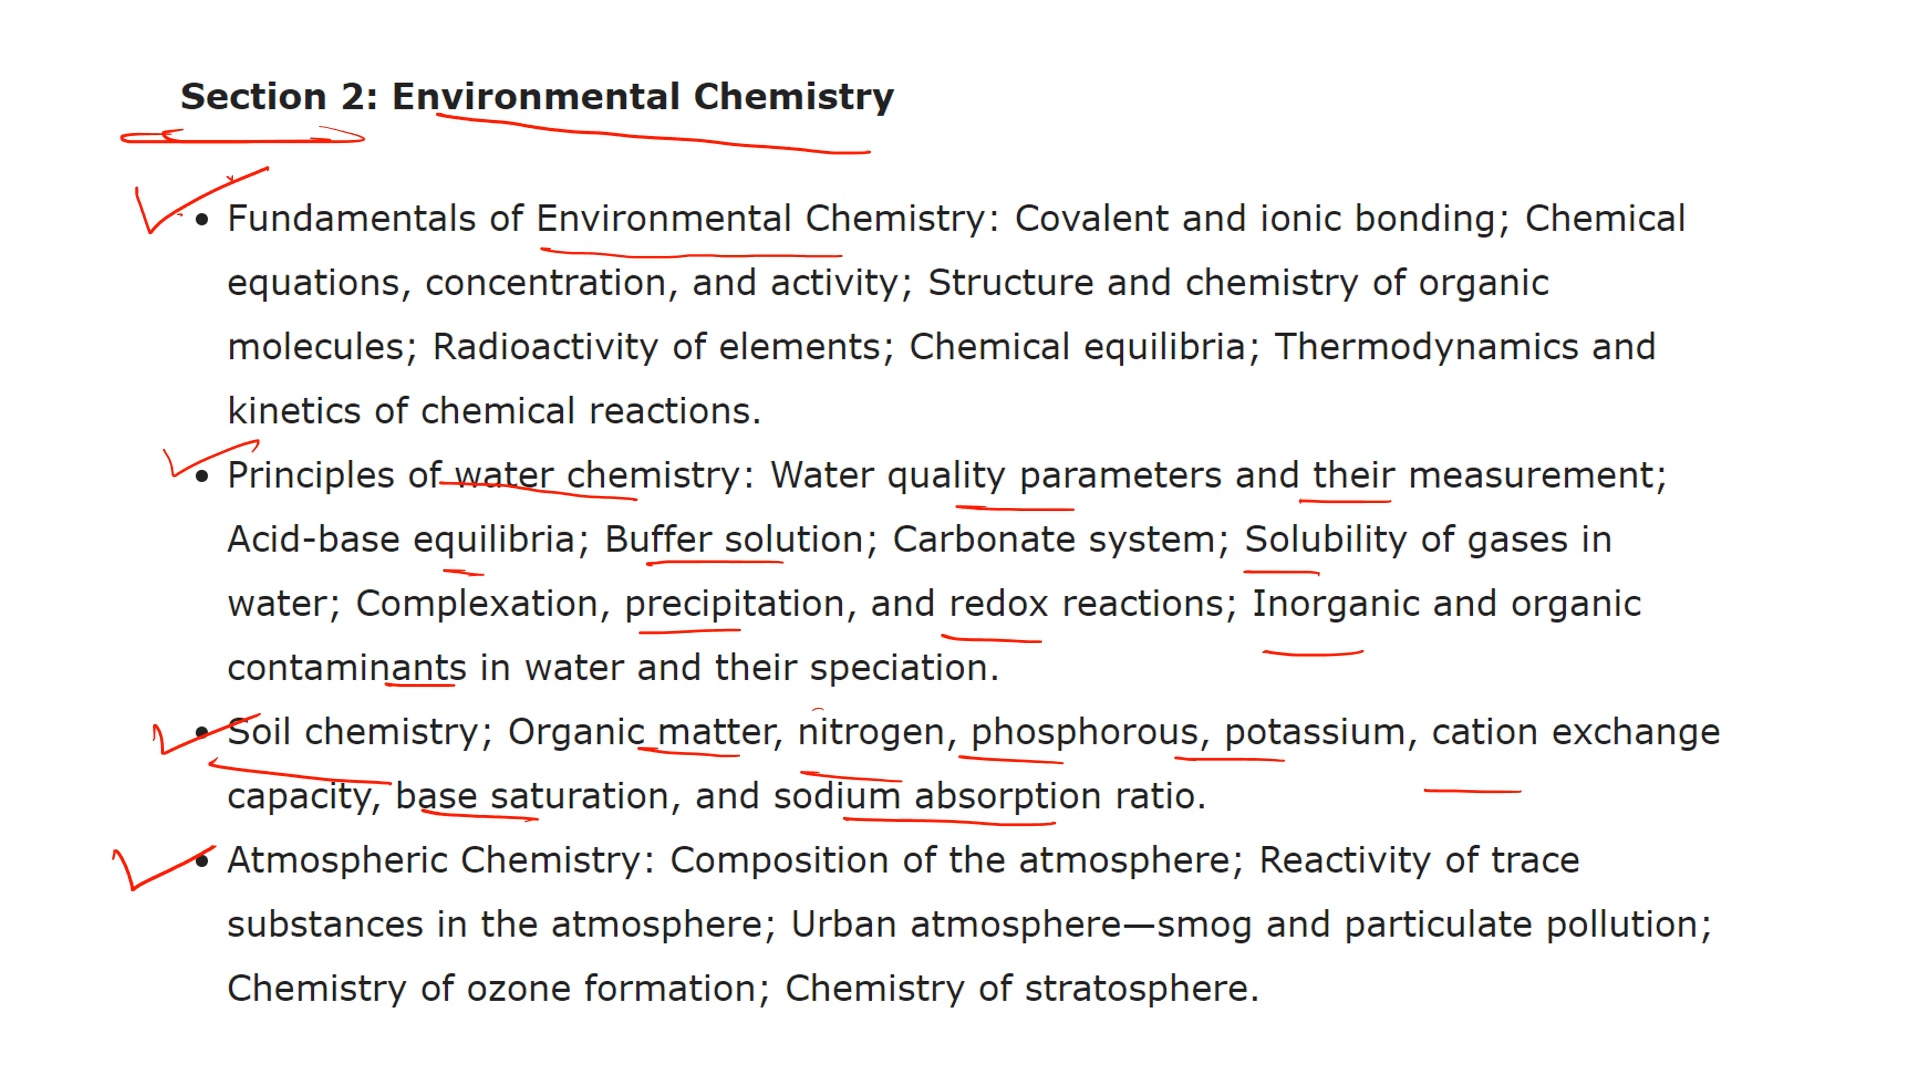 Section 2: Environmental Chemistry
• Fundamentals of Environmental Chemistry: Covalent and ionic bonding; Chemical
equations, concentration, and activity; Structure and chemistry of organic
molecules; Radioactivity of elements; Chemical equilibria; Thermodynamics and
kinetics of chemical reactions.
• Principles of water chemistry: Water quality parameters and their measurement;
Acid-base equilibria; Buffer solution; Carbonate system; Solubility of gases in
water; Complexation, precipitation, and redox reactions; Inorganic and organic
contaminants in water and their speciation.
• Soil chemistry; Organic matter, nitrogen, phosphorous, potassium, cation exchange
capacity, base saturation, and sodium absorption ratio.
• Atmospheric Chemistry: Composition of the atmosphere; Reactivity of trace
substances in the atmosphere; Urban atmosphere—smog and particulate pollution;
Chemistry of ozone formation; Chemistry of stratosphere.